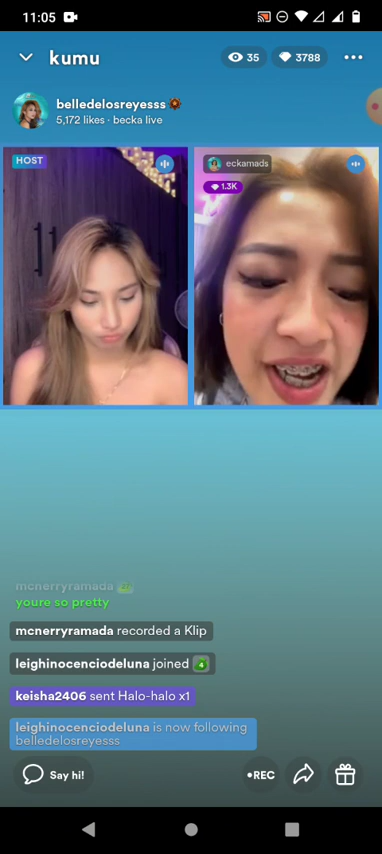 11:05
kumu
35
3788
belledelosreyesss
5,172 likes · becka live
HOST
eckamads
1.3K
mcnerryramada
youre so pretty
mcnerryramada recorded a Klip
leighinocenciodeluna joined 4
keisha2406 sent Halo-halo x1
leighinocenciodeluna is now following
belledelosreyesss
Say hi!
•REC